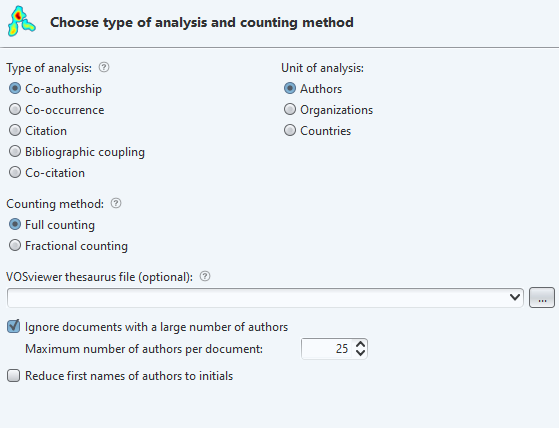 Choose type of analysis and counting method
Type of analysis: ?
Unit of analysis:
Co-authorship
Authors
Co-occurrence
Organizations
Citation
Countries
Bibliographic coupling
Co-citation
Counting method: ?
Full counting
Fractional counting
VOSviewer thesaurus file (optional): ?
...
Ignore documents with a large number of authors
Maximum number of authors per document: 25
Reduce first names of authors to initials